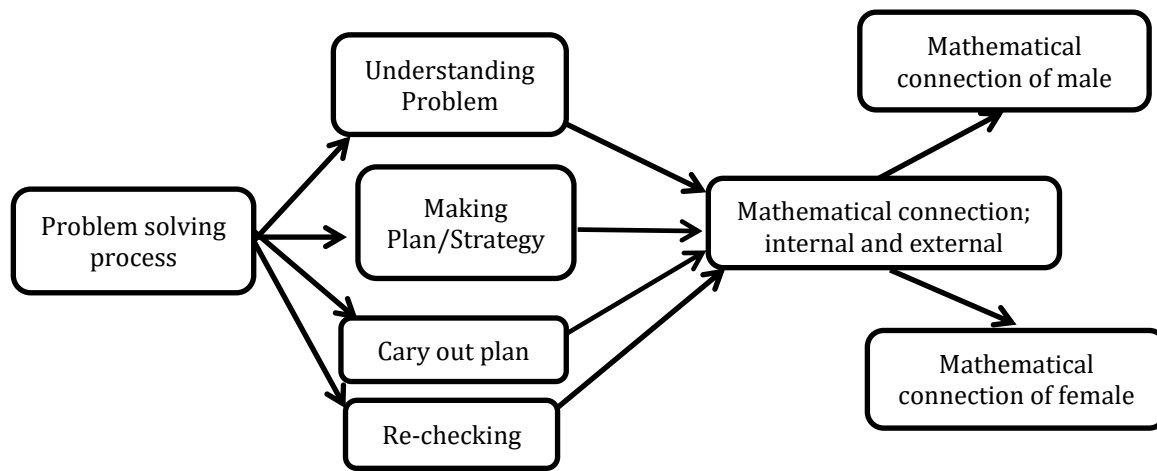 Problem solving
process
Understanding
Problem
Making
Plan/Strategy
Cary out plan
Re-checking
Mathematical connection;
internal and external
Mathematical
connection of male
Mathematical
connection of female